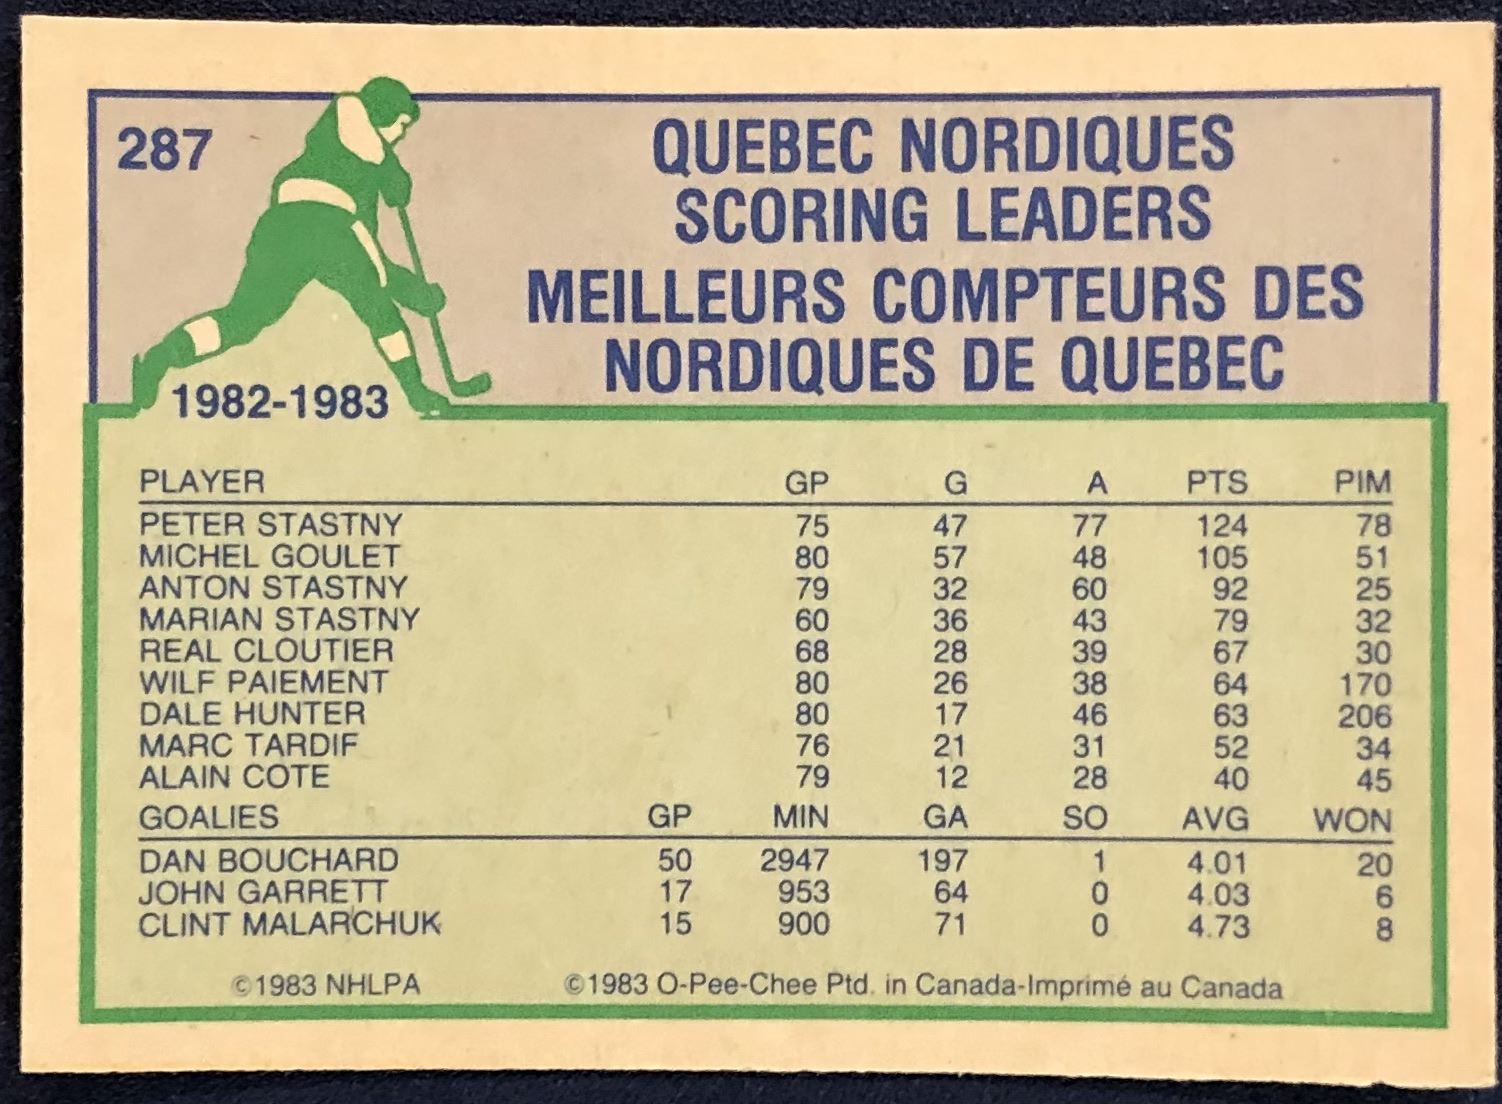 287
QUEBEC NORDIQUES
SCORING LEADERS
MEILLEURS COMPTEURS DES
NORDIQUES DE QUEBEC
1982-1983
PLAYER GP G A PTS PIM
PETER STASTNY 75 47 77 124 78
MICHEL GOULET 80 57 48 105 51
ANTON STASTNY 79 32 60 92 25
MARIAN STASTNY 60 36 43 79 32
REAL CLOUTIER 68 28 39 67 30
WILF PAIEMENT 80 26 38 64 170
DALE HUNTER 80 17 46 63 206
MARC TARDIF 76 21 31 52 34
ALAIN COTE 79 12 28 40 45
GOALIES GP MIN GA SO AVG WON
DAN BOUCHARD 50 2947 197 1 4.01 20
JOHN GARRETT 17 953 64 0 4.03 6
CLINT MALARCHUK 15 900 71 0 4.73 8
©1983 NHLPA ©1983 O-Pee-Chee Ptd. in Canada-Imprimé au Canada